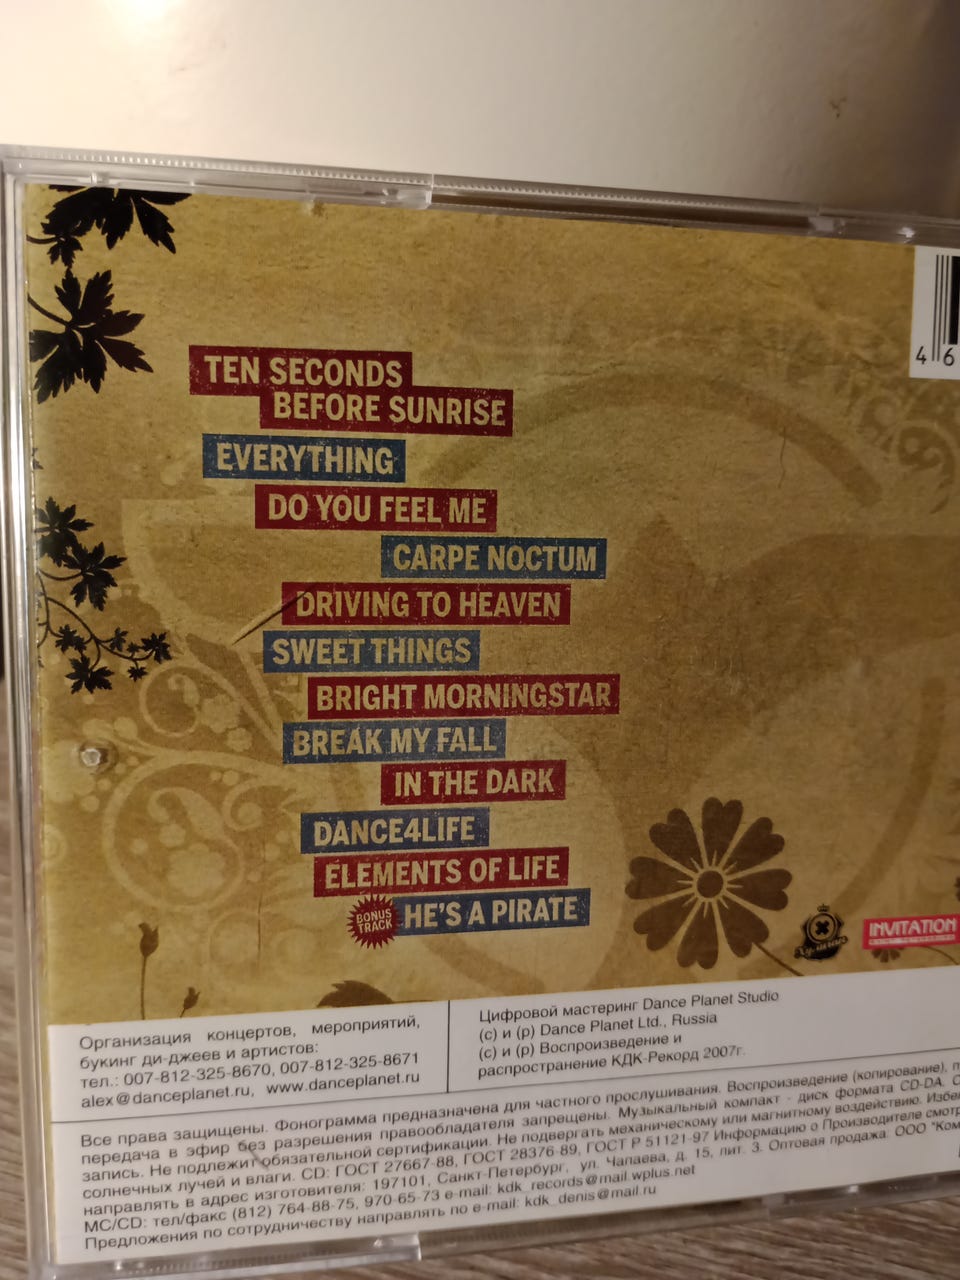 46
TEN SECONDS
BEFORE SUNRISE
EVERYTHING
DO YOU FEEL ME
CARPE NOCTUM
DRIVING TO HEAVEN
SWEET THINGS
BRIGHT MORNINGSTAR
BREAK MY FALL
IN THE DARK
DANCE4LIFE
ELEMENTS OF LIFE
BONUS
TRACK
HE'S A PIRATE
INVITATION
Организация концертов, мероприятий,
букинг ди-джеев и артистов:
тел.: 007-812-325-8670, 007-812-325-8671
alex@danceplanet.ru, www.danceplanet.ru
Цифровой мастеринг Dance Planet Studio
(с) и (р) Dance Planet Ltd., Russia
(с) и (р) Воспроизведение и
распространение КДК-Рекорд 2007г.
Все права защищены. Фонограмма предназначена для частного прослушивания. Воспроизведение (копирование),
передача в эфир без разрешения правообладателя запрещены. Музыкальный компакт - диск формата CD-DA.
запись. Не подлежит обязательной сертификации. Не подвергать механическому или магнитному воздействию.
солнечных лучей и влаги. CD: ГОСТ 27667-88, ГОСТ 28376-89, ГОСТ Р 51121-97 Информацию о Производителе
направлять в адрес изготовителя: 197101, Санкт-Петербург, ул. Чапаева, д. 15, лит. 3. Оптовая продажа: ООО
MC/CD: тел/факс (812) 764-88-75, 970-65-73 e-mail: kdk_records@mail.wplus.net
Предложения по сотрудничеству направлять по e-mail: kdk_denis@mail.ru